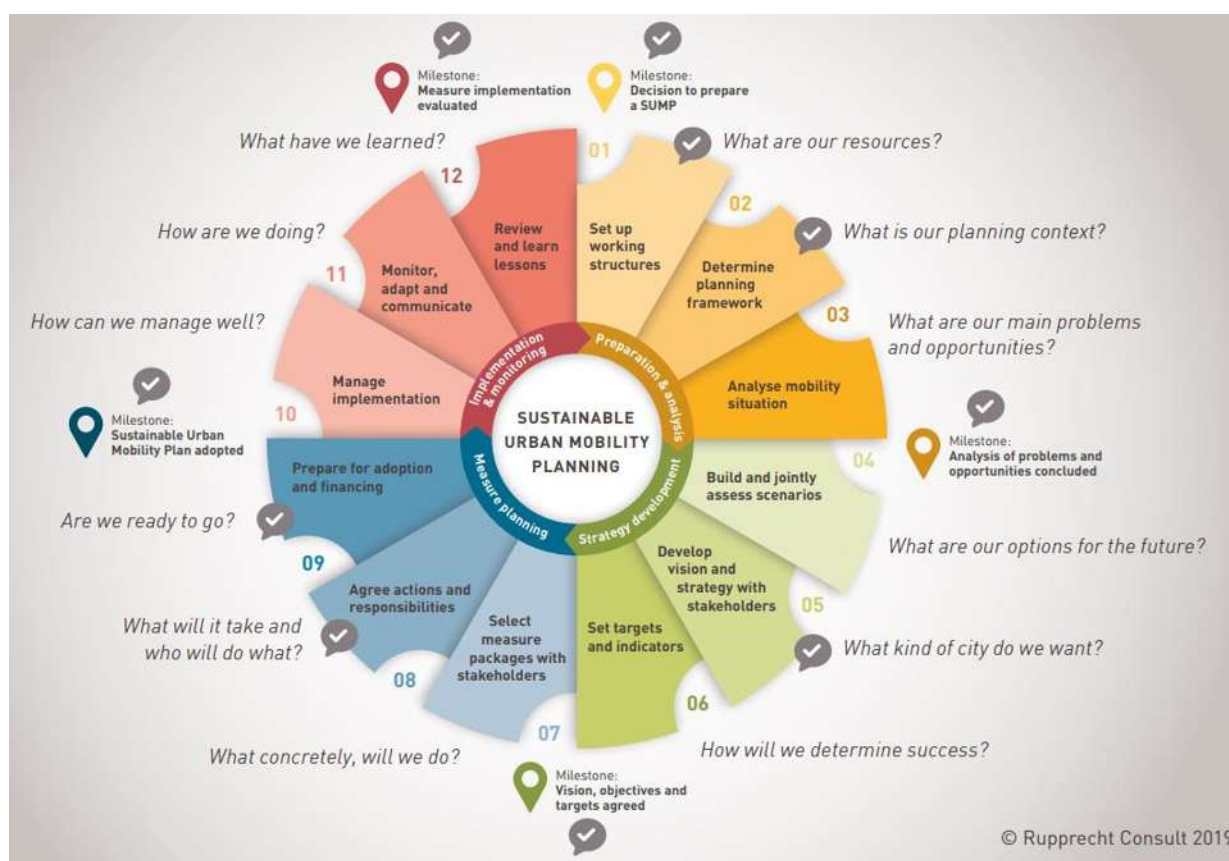 Milestone:
Measure implementation
evaluated
Milestone:
Decision to prepare
a SUMP
What have we learned?
What are our resources?
12
01
Review
and learn
lessons
Set up
working
structures
02
What is our planning context?
Determine
planning
framework
How are we doing?
11
Monitor,
adapt and
communicate
03
What are our main problems
and opportunities?
Analyse mobility
situation
How can we manage well?
Manage
implementation
10
Milestone:
Sustainable Urban
Mobility Plan adopted
Milestone:
Analysis of problems and
opportunities concluded
Implementation
& monitoring
Preparation & analysis
SUSTAINABLE
URBAN MOBILITY
PLANNING
Measure planning
Strategy development
04
Build and jointly
assess scenarios
What are our options for the future?
Prepare for adoption
and financing
Are we ready to go?
09
Develop
vision and
strategy with
stakeholders
05
What kind of city do we want?
Agree actions and
responsibilities
What will it take and
who will do what?
08
Select
measure
packages with
stakeholders
Set targets
and indicators
06
07
What concretely, will we do?
How will we determine success?
Milestone:
Vision, objectives and
targets agreed
© Rupprecht Consult 2019